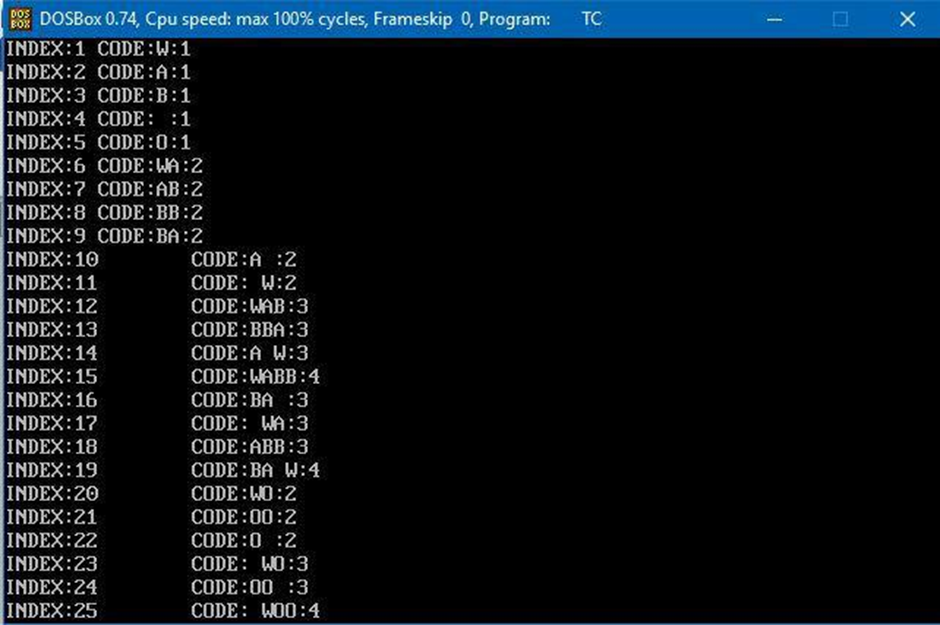 DOSBox 0.74, Cpu speed: max 100% cycles, Frameskip 0, Program: TC
INDEX:1 CODE:W:1
INDEX:2 CODE:A:1
INDEX:3 CODE:B:1
INDEX:4 CODE: :1
INDEX:5 CODE:O:1
INDEX:6 CODE:WA:2
INDEX:7 CODE:AB:2
INDEX:8 CODE:BB:2
INDEX:9 CODE:BA:2
INDEX:10 CODE:A :2
INDEX:11 CODE: W:2
INDEX:12 CODE:WAB:3
INDEX:13 CODE:BBA:3
INDEX:14 CODE:A W:3
INDEX:15 CODE:WABB:4
INDEX:16 CODE:BA :3
INDEX:17 CODE: WA:3
INDEX:18 CODE:ABB:3
INDEX:19 CODE:BA W:4
INDEX:20 CODE:WO:2
INDEX:21 CODE:OO:2
INDEX:22 CODE:O :2
INDEX:23 CODE: WO:3
INDEX:24 CODE:OO :3
INDEX:25 CODE: WOO:4